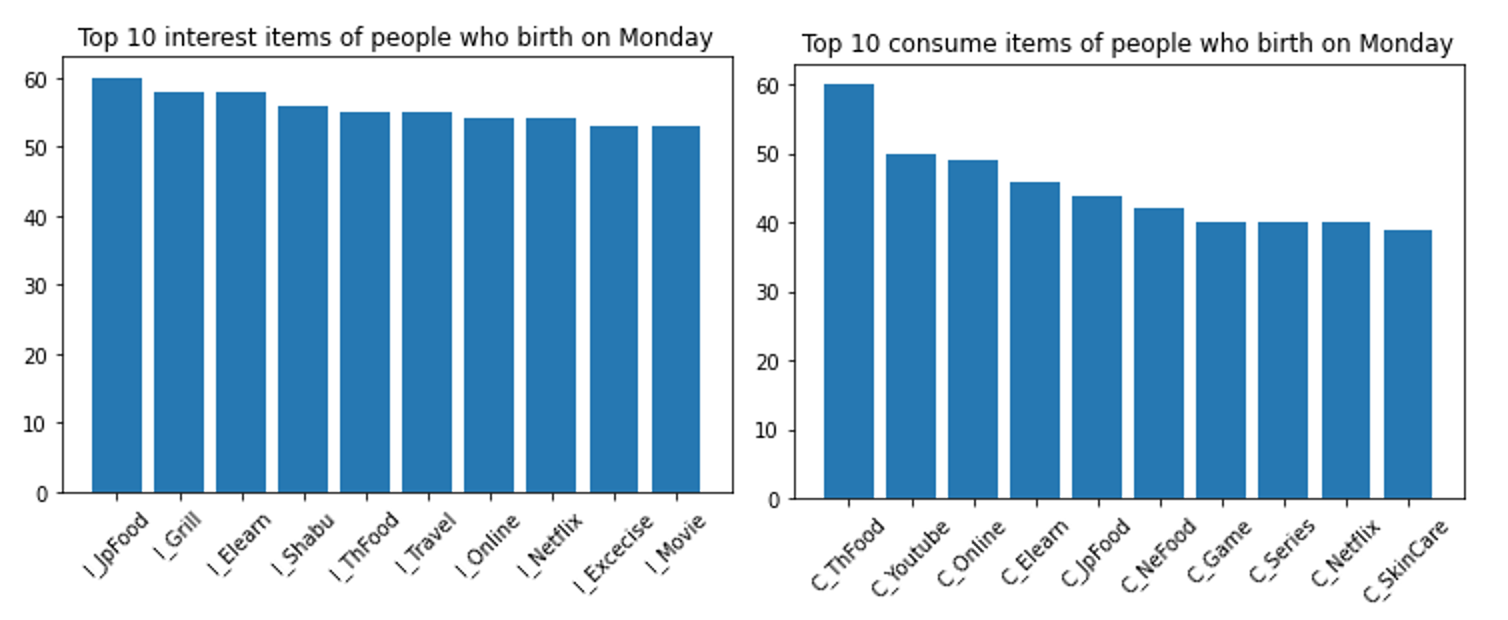 Top 10 interest items of people who birth on Monday
60
50
40
30
20
10
0
I_JpFood
I_Grill
I_Elearn
I_Shabu
I_ThFood
I_Travel
I_Online
I_Netflix
I_Excecise
I_Movie
Top 10 consume items of people who birth on Monday
60
50
40
30
20
10
0
C_ThFood
C_Youtube
C_Online
C_Elearn
C_JpFood
C_NeFood
C_Game
C_Series
C_Netflix
C_SkinCare